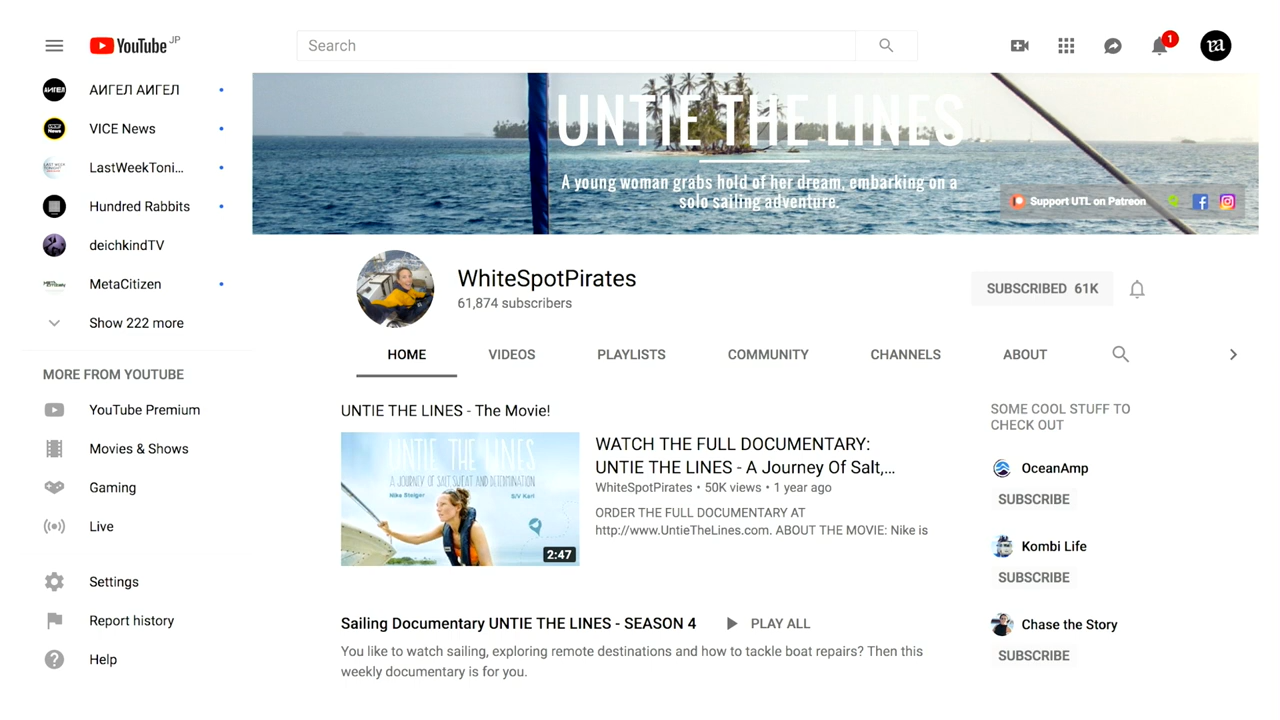 YouTube JP
Search
1
АИГЕЛ АИГЕЛ
VICE News
LastWeekToni...
Hundred Rabbits
deichkindTV
MetaCitizen
Show 222 more
MORE FROM YOUTUBE
YouTube Premium
Movies & Shows
Gaming
Live
Settings
Report history
Help
UNTIE THE LINES
A young woman grabs hold of her dream, embarking on a
solo sailing adventure.
Support UTL on Patreon
WhiteSpotPirates
61,874 subscribers
SUBSCRIBED 61K
HOME VIDEOS PLAYLISTS COMMUNITY CHANNELS ABOUT
UNTIE THE LINES - The Movie!
UNTIE THE LINES
A JOURNEY OF SALT, SWEAT AND DETERMINATION
Nike Steiger S/V Karl
2:47
WATCH THE FULL DOCUMENTARY:
UNTIE THE LINES - A Journey Of Salt,...
WhiteSpotPirates • 50K views • 1 year ago
ORDER THE FULL DOCUMENTARY AT
http://www.UntieTheLines.com. ABOUT THE MOVIE: Nike is
Sailing Documentary UNTIE THE LINES - SEASON 4 PLAY ALL
You like to watch sailing, exploring remote destinations and how to tackle boat repairs? Then this
weekly documentary is for you.
SOME COOL STUFF TO
CHECK OUT
OceanAmp
SUBSCRIBE
Kombi Life
SUBSCRIBE
Chase the Story
SUBSCRIBE